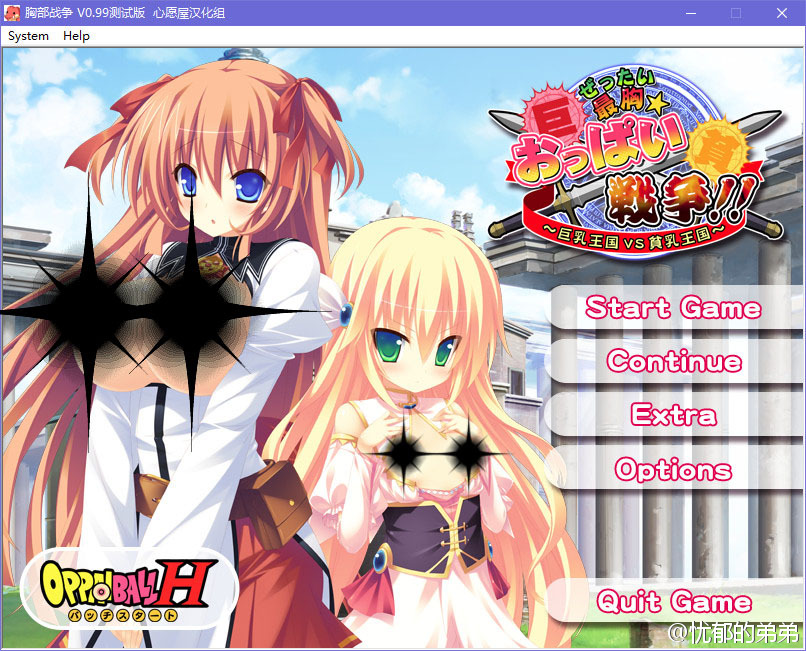 胸部战争 V0.99测试版 心愿屋汉化组
System Help
ぜったい
最胸★
巨
おっぱい
貧
戦争!!
～巨乳王国VS貧乳王国～
Start Game
Continue
Extra
Options
OPPAIBALL H
パッチスタート
Quit Game
@忧郁的弟弟